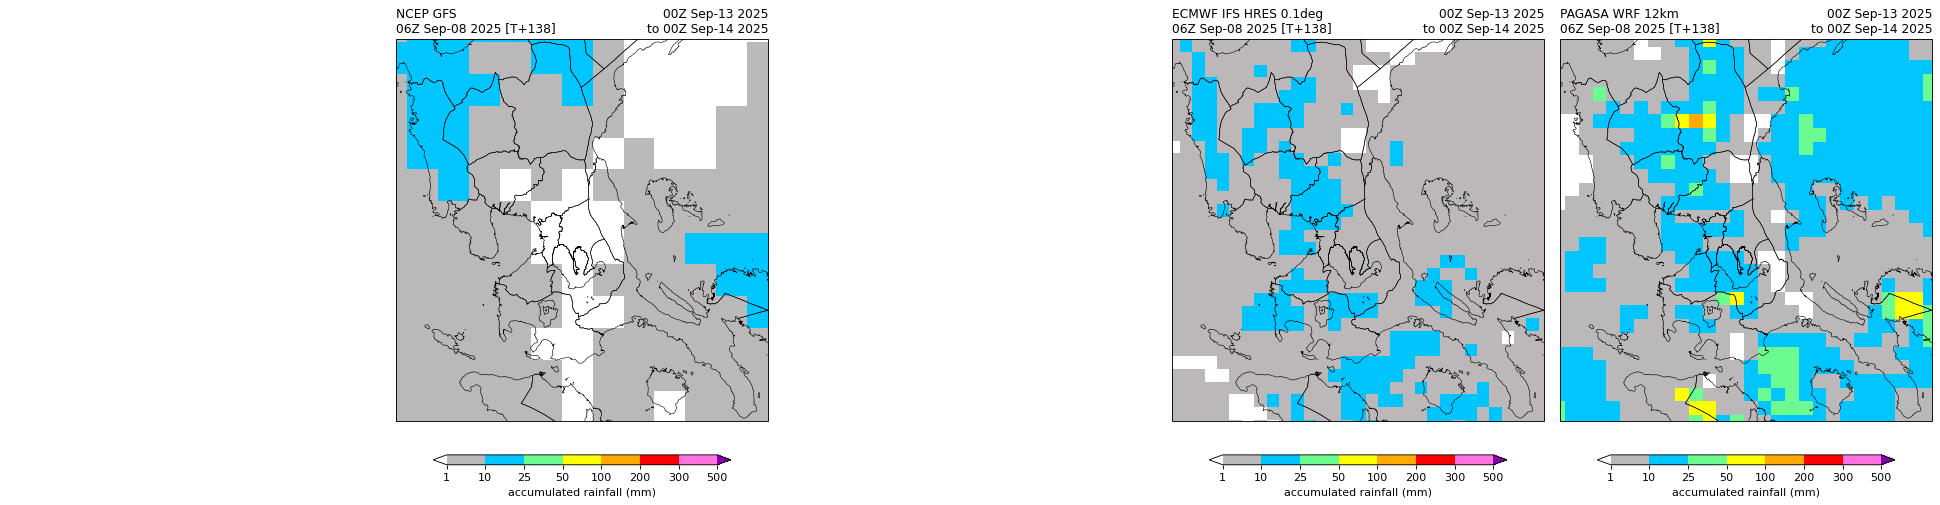 NCEP GFS 00Z Sep-13 2025
06Z Sep-08 2025 [T+138] to 00Z Sep-14 2025
1 10 25 50 100 200 300 500
accumulated rainfall (mm)
ECMWF IFS HRES 0.1deg 00Z Sep-13 2025
06Z Sep-08 2025 [T+138] to 00Z Sep-14 2025
1 10 25 50 100 200 300 500
accumulated rainfall (mm)
PAGASA WRF 12km 00Z Sep-13 2025
06Z Sep-08 2025 [T+138] to 00Z Sep-14 2025
1 10 25 50 100 200 300 500
accumulated rainfall (mm)